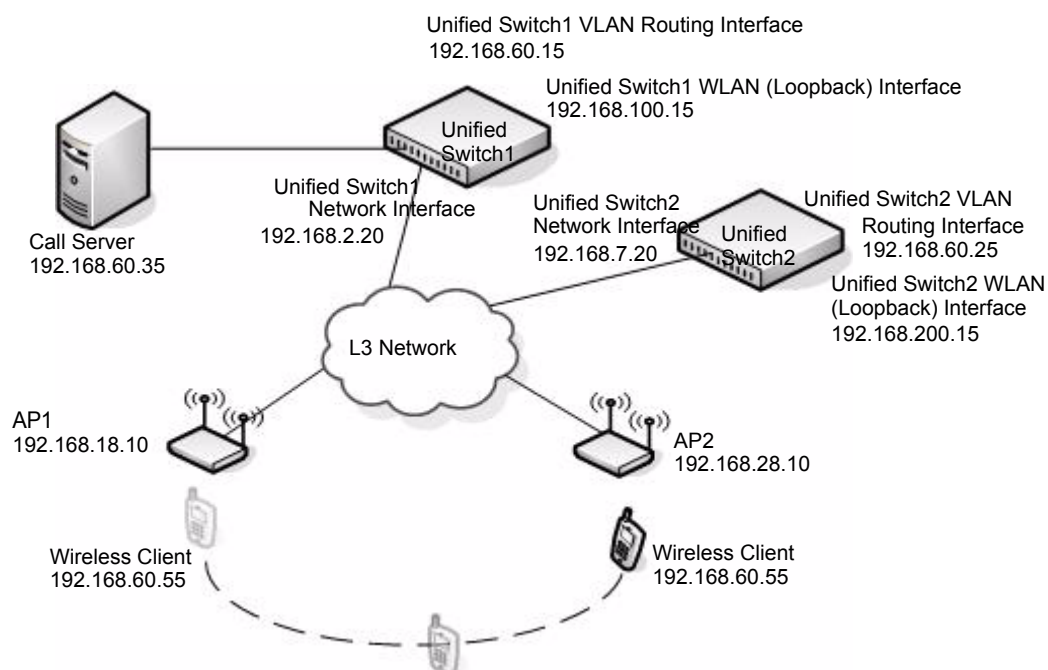 Unified Switch1 VLAN Routing Interface
192.168.60.15
Unified Switch1 WLAN (Loopback) Interface
192.168.100.15
Unified
Switch1
Unified Switch1
Network Interface
192.168.2.20
Unified Switch2
Network Interface
192.168.7.20
Unified
Switch2
Unified Switch2 VLAN
Routing Interface
192.168.60.25
Unified Switch2 WLAN
(Loopback) Interface
192.168.200.15
Call Server
192.168.60.35
L3 Network
AP1
192.168.18.10
AP2
192.168.28.10
Wireless Client
192.168.60.55
Wireless Client
192.168.60.55